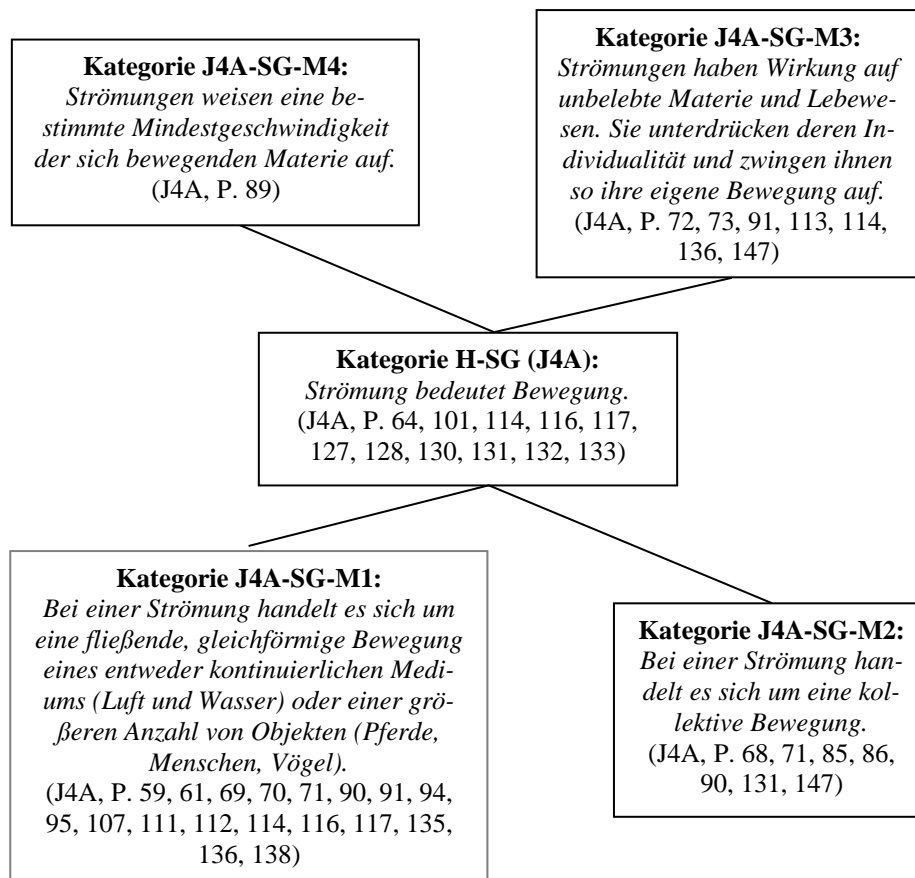 Kategorie J4A-SG-M4:
Strömungen weisen eine be-
stimmte Mindestgeschwindigkeit
der sich bewegenden Materie auf.
(J4A, P. 89)
Kategorie J4A-SG-M3:
Strömungen haben Wirkung auf
unbelebte Materie und Lebewe-
sen. Sie unterdrücken deren In-
dividualität und zwingen ihnen
so ihre eigene Bewegung auf.
(J4A, P. 72, 73, 91, 113, 114,
136, 147)
Kategorie H-SG (J4A):
Strömung bedeutet Bewegung.
(J4A, P. 64, 101, 114, 116, 117,
127, 128, 130, 131, 132, 133)
Kategorie J4A-SG-M1:
Bei einer Strömung handelt es sich um
eine fließende, gleichförmige Bewegung
eines entweder kontinuierlichen Medi-
ums (Luft und Wasser) oder einer grö-
ßeren Anzahl von Objekten (Pferde,
Menschen, Vögel).
(J4A, P. 59, 61, 69, 70, 71, 90, 91, 94,
95, 107, 111, 112, 114, 116, 117, 135,
136, 138)
Kategorie J4A-SG-M2:
Bei einer Strömung han-
delt es sich um eine kol-
lektive Bewegung.
(J4A, P. 68, 71, 85, 86,
90, 131, 147)